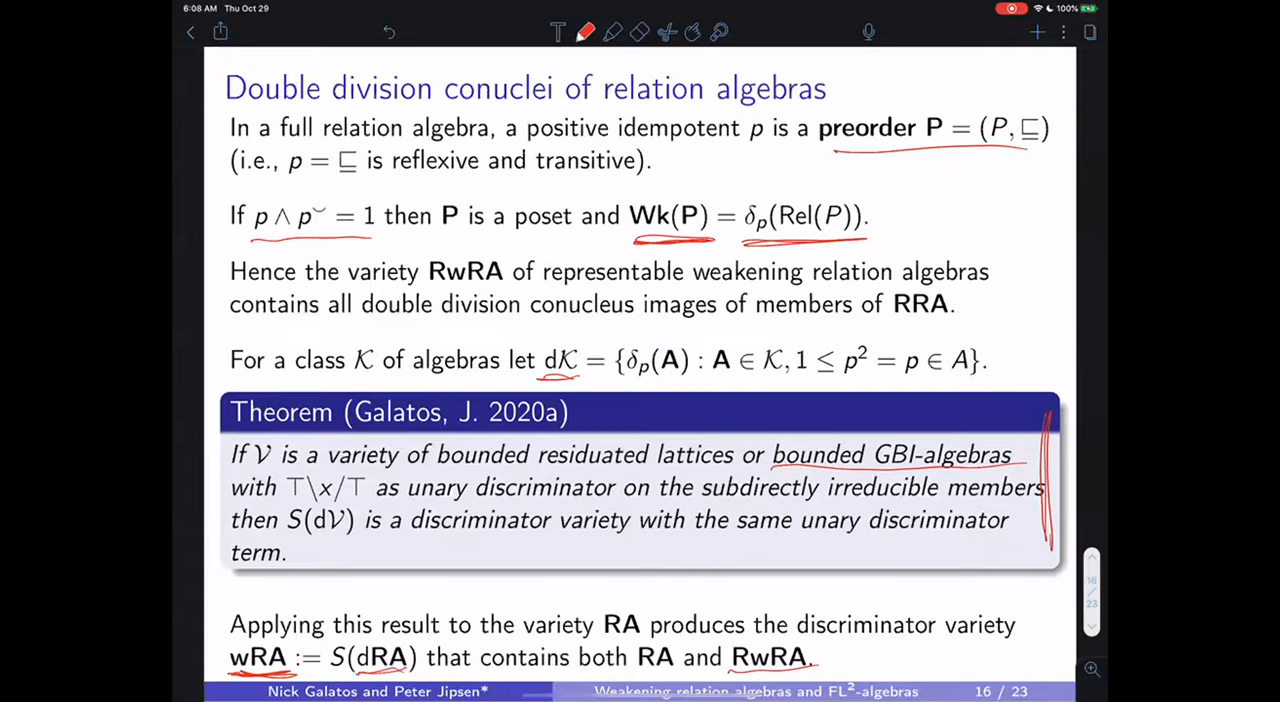 6:08 AM Thu Oct 29
100%
Double division conuclei of relation algebras
In a full relation algebra, a positive idempotent p is a preorder P = (P, ⊑)
(i.e., p = ⊑ is reflexive and transitive).
If p ∧ p⌣ = 1 then P is a poset and Wk(P) = δₚ(Rel(P)).
Hence the variety RwRA of representable weakening relation algebras
contains all double division conucleus images of members of RRA.
For a class 𝒦 of algebras let d𝒦 = {δₚ(A) : A ∈ 𝒦, 1 ≤ p² = p ∈ A}.
Theorem (Galatos, J. 2020a)
If 𝒱 is a variety of bounded residuated lattices or bounded GBI-algebras
with ⊤\x/⊤ as unary discriminator on the subdirectly irreducible members
then S(d𝒱) is a discriminator variety with the same unary discriminator
term.
Applying this result to the variety RA produces the discriminator variety
wRA := S(dRA) that contains both RA and RwRA.
Nick Galatos and Peter Jipsen* Weakening relation algebras and FL²-algebras 16 / 23
16
/
23